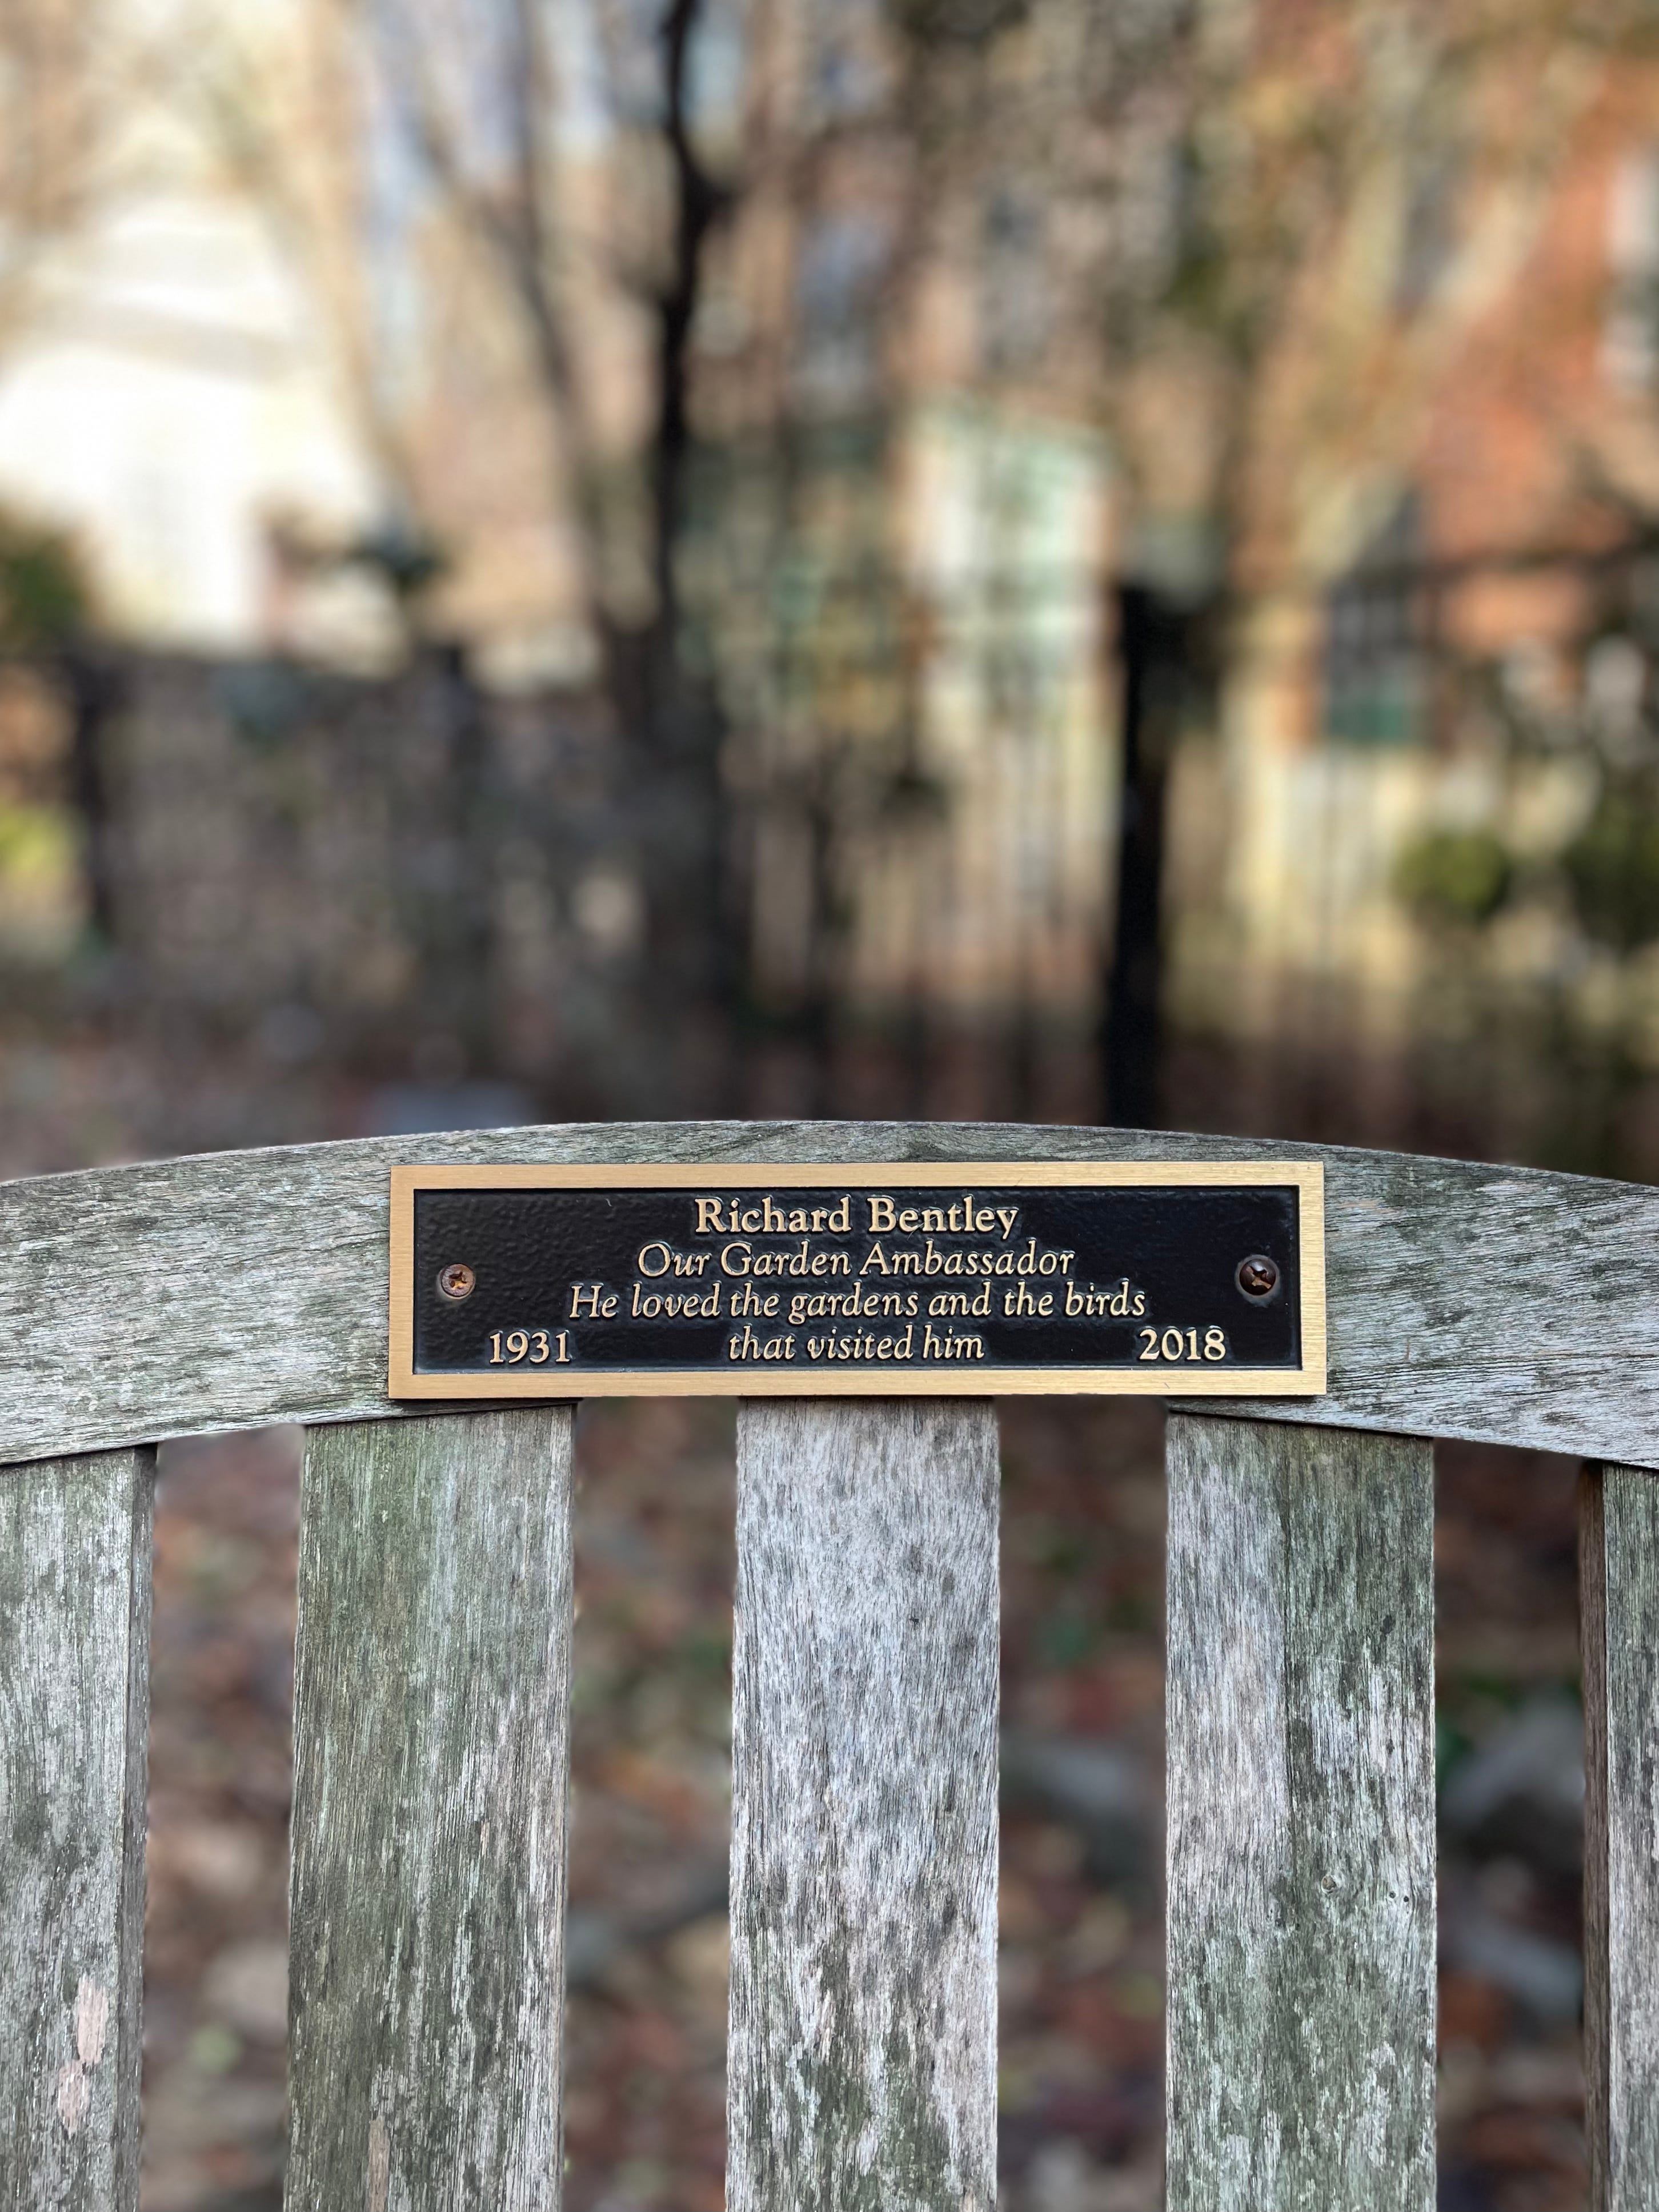 Richard Bentley
Our Garden Ambassador
He loved the gardens and the birds
1931 that visited him 2018